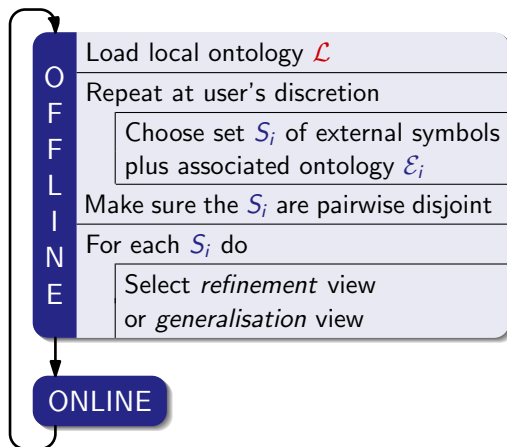 OFFLINE
Load local ontology ℒ
Repeat at user's discretion
Choose set Sᵢ of external symbols
plus associated ontology ℰᵢ
Make sure the Sᵢ are pairwise disjoint
For each Sᵢ do
Select refinement view
or generalisation view
ONLINE